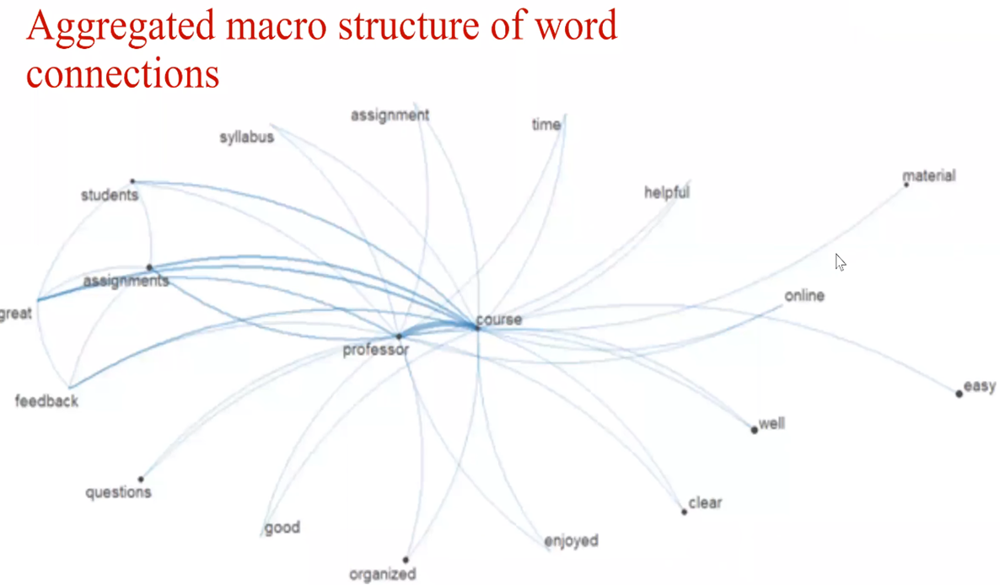 Aggregated macro structure of word
connections
assignment
time
syllabus
material
helpful
students
assignments
online
great
course
professor
easy
feedback
well
questions
clear
good
enjoyed
organized